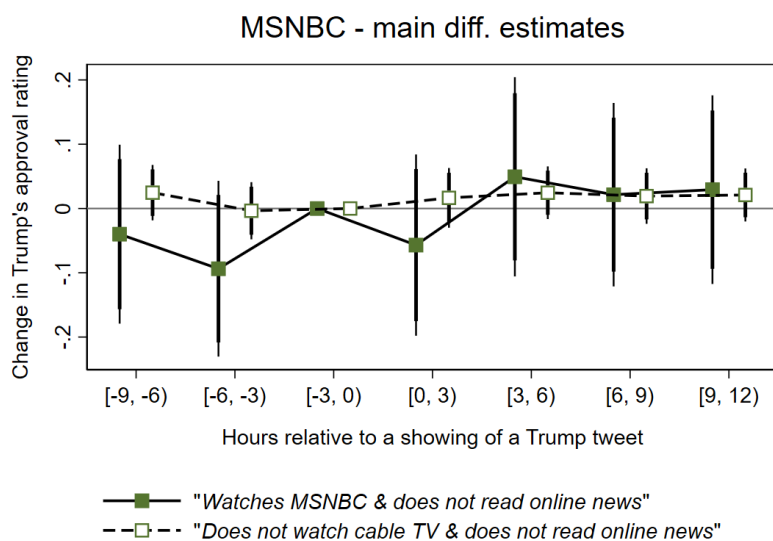 MSNBC - main diff. estimates
Change in Trump's approval rating
.2
.1
0
-.1
-.2
[-9, -6) [-6, -3) [-3, 0) [0, 3) [3, 6) [6, 9) [9, 12)
Hours relative to a showing of a Trump tweet
"Watches MSNBC & does not read online news"
"Does not watch cable TV & does not read online news"